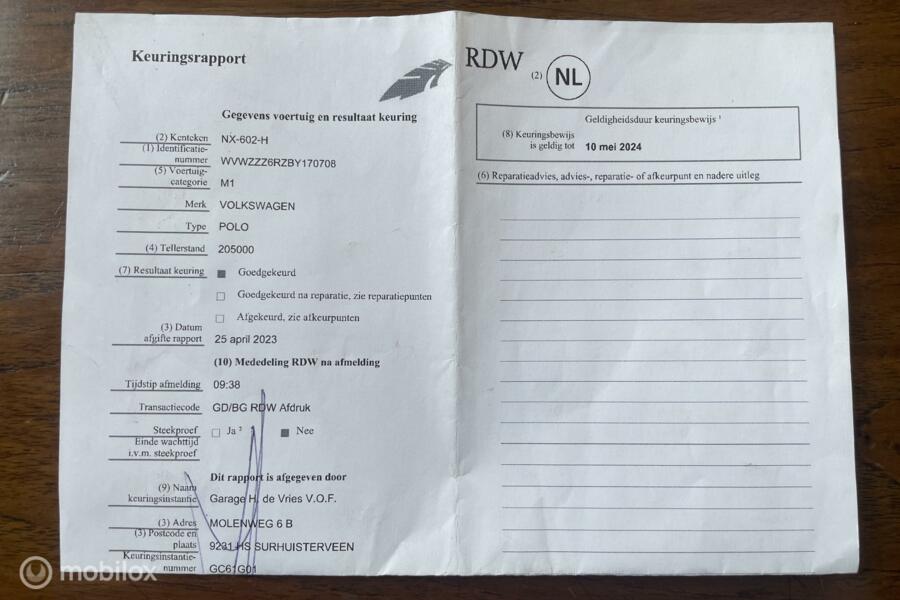 Keuringsrapport
Gegevens voertuig en resultaat keuring
(2) Kenteken NX-602-H
(1) Identificatie-
nummer WVWZZZ6RZBY170708
(5) Voertuig-
categorie M1
Merk VOLKSWAGEN
Type POLO
(4) Tellerstand 205000
(7) Resultaat keuring ■ Goedgekeurd
□ Goedgekeurd na reparatie, zie reparatiepunten
□ Afgekeurd, zie afkeurpunten
(3) Datum
afgifte rapport 25 april 2023
(10) Mededeling RDW na afmelding
Tijdstip afmelding 09:38
Transactiecode GD/BG RDW Afdruk
Steekproef □ Ja ² ■ Nee
Einde wachttijd
i.v.m. steekproef
Dit rapport is afgegeven door
(9) Naam
keuringsinstantie Garage H. de Vries V.O.F.
(3) Adres MOLENWEG 6 B
(3) Postcode en
plaats 9231 HS SURHUISTERVEEN
Keuringsinstantie-
nummer GC61G01
RDW (2) NL
Geldigheidsduur keuringsbewijs ¹
(8) Keuringsbewijs
is geldig tot 10 mei 2024
(6) Reparatieadvies, advies-, reparatie- of afkeurpunt en nadere uitleg
mobilox